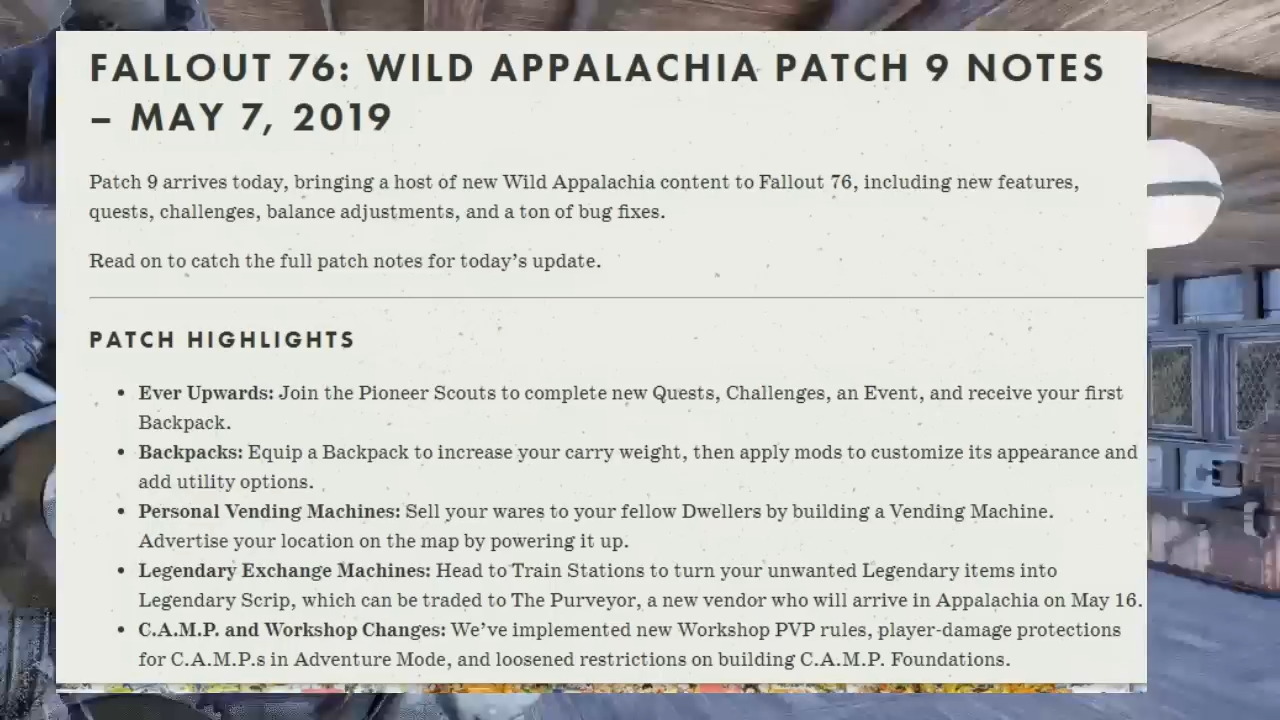 FALLOUT 76: WILD APPALACHIA PATCH 9 NOTES
– MAY 7, 2019
Patch 9 arrives today, bringing a host of new Wild Appalachia content to Fallout 76, including new features,
quests, challenges, balance adjustments, and a ton of bug fixes.
Read on to catch the full patch notes for today’s update.
PATCH HIGHLIGHTS
• Ever Upwards: Join the Pioneer Scouts to complete new Quests, Challenges, an Event, and receive your first
Backpack.
• Backpacks: Equip a Backpack to increase your carry weight, then apply mods to customize its appearance and
add utility options.
• Personal Vending Machines: Sell your wares to your fellow Dwellers by building a Vending Machine.
Advertise your location on the map by powering it up.
• Legendary Exchange Machines: Head to Train Stations to turn your unwanted Legendary items into
Legendary Scrip, which can be traded to The Purveyor, a new vendor who will arrive in Appalachia on May 16.
• C.A.M.P. and Workshop Changes: We’ve implemented new Workshop PVP rules, player-damage protections
for C.A.M.P.s in Adventure Mode, and loosened restrictions on building C.A.M.P. Foundations.